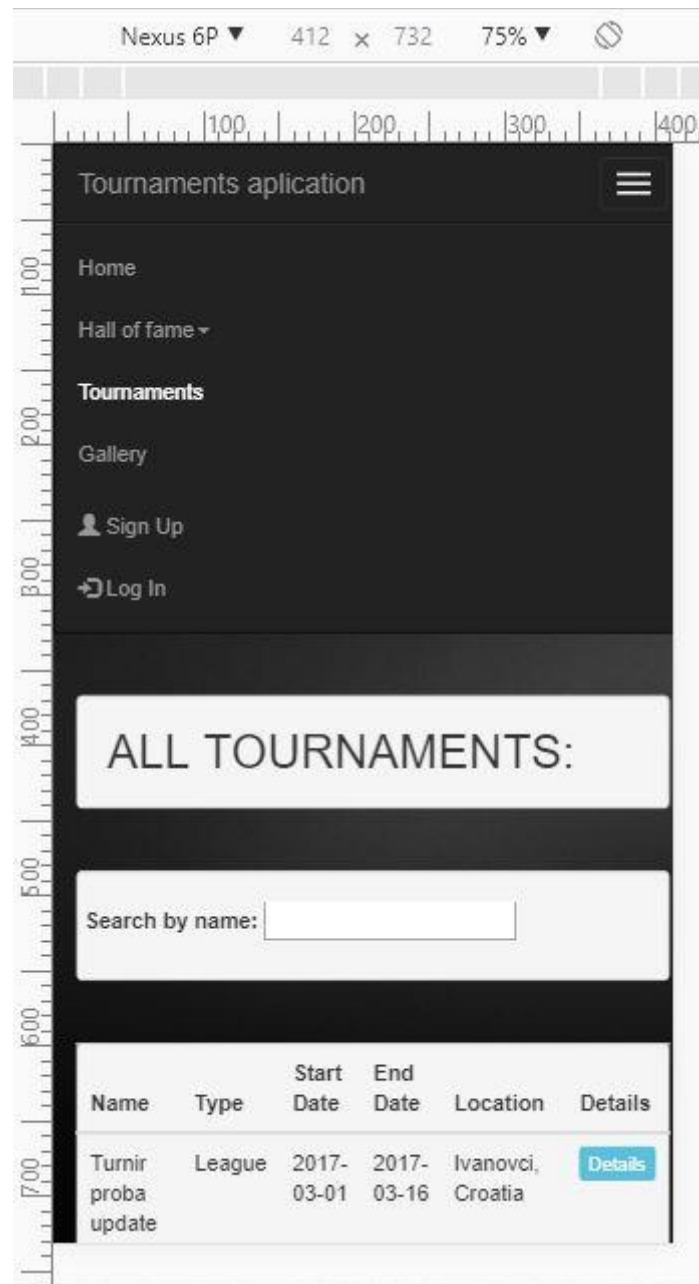 Nexus 6P ▼ 412 x 732 75% ▼
100 200 300 400
Tournaments aplication
100
Home
Hall of fame
Tournaments
200
Gallery
Sign Up
300
Log In
400
ALL TOURNAMENTS:
500
Search by name:
600
Name Type Start Date End Date Location Details
700
Turnir proba update League 2017-03-01 2017-03-16 Ivanovci, Croatia Details